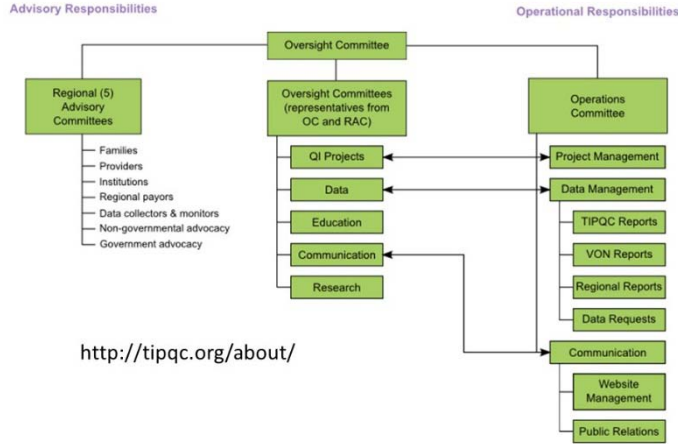 Advisory Responsibilities
Operational Responsibilities
Oversight Committee
Regional (5)
Advisory
Committees
Families
Providers
Institutions
Regional payors
Data collectors & monitors
Non-governmental advocacy
Government advocacy
Oversight Committees
(representatives from
OC and RAC)
QI Projects
Data
Education
Communication
Research
Operations
Committee
Project Management
Data Management
TIPQC Reports
VON Reports
Regional Reports
Data Requests
Communication
Website
Management
Public Relations
http://tipqc.org/about/